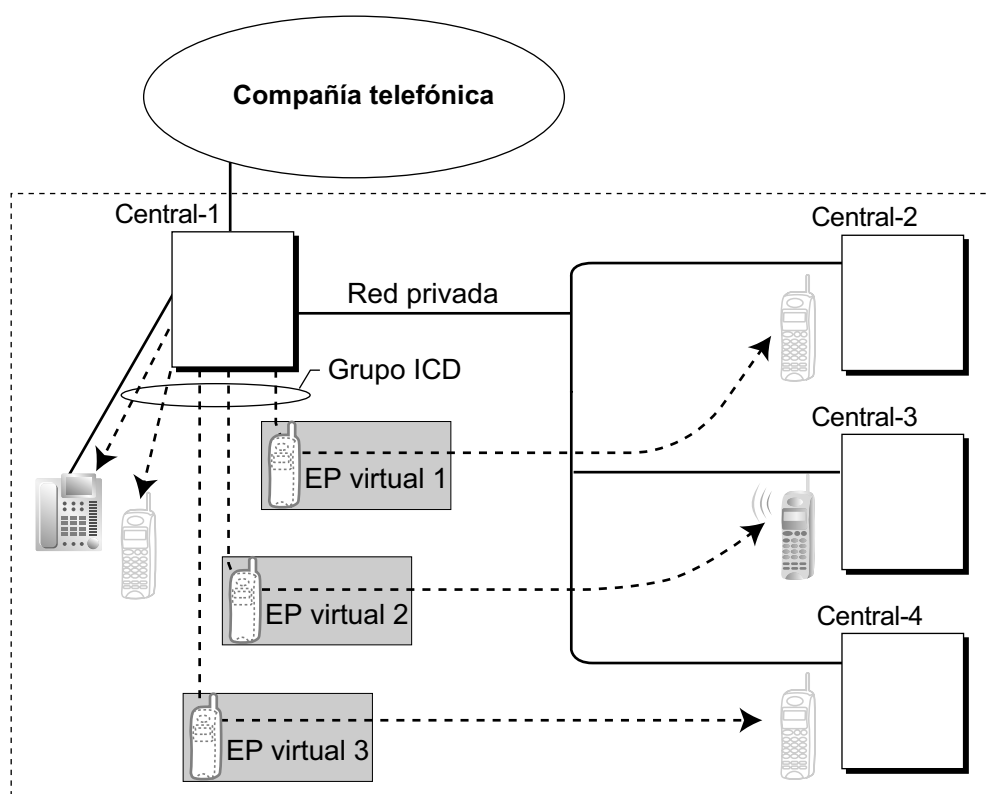 Compañía telefónica
Central-1
Central-2
Red privada
Grupo ICD
Central-3
EP virtual 1
EP virtual 2
Central-4
EP virtual 3